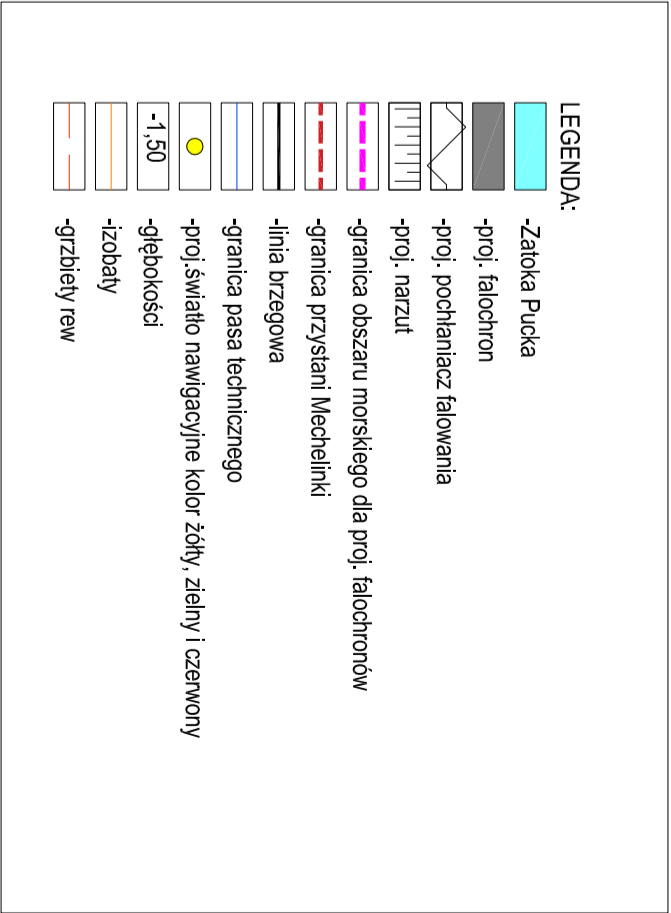 LEGENDA:
-Zatoka Pucka
-proj. falochron
-proj. pochłaniacz falowania
-proj. narzut
-granica obszaru morskiego dla proj. falochronów
-granica przystani Mechelinki
-linia brzegowa
-granica pasa technicznego
-proj.światło nawigacyjne kolor żółty, zielny i czerwony
-1,50 -głębokości
-izobaty
-grzbiety rew